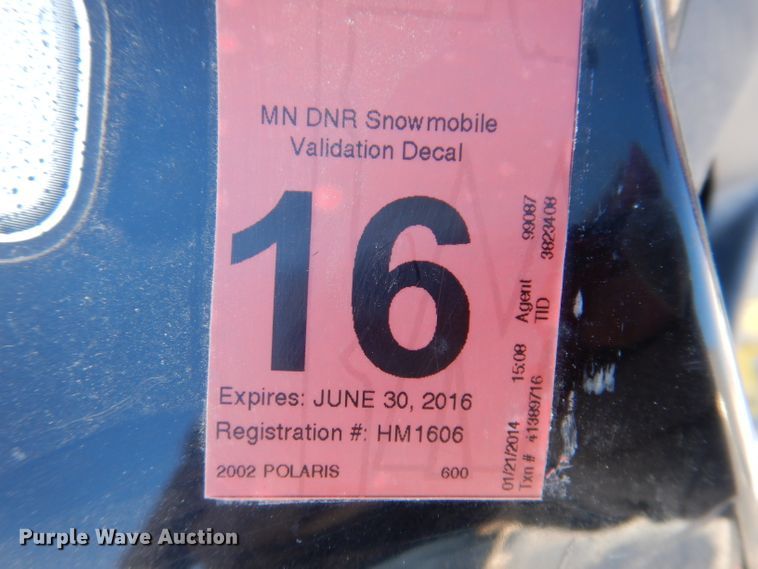 MN DNR Snowmobile
Validation Decal
16
Expires: JUNE 30, 2016
Registration #: HM1606
2002 POLARIS 600
01/21/2014 15:08 Agent 99087
Txn # 41389716 TID 3823408
Purple Wave Auction